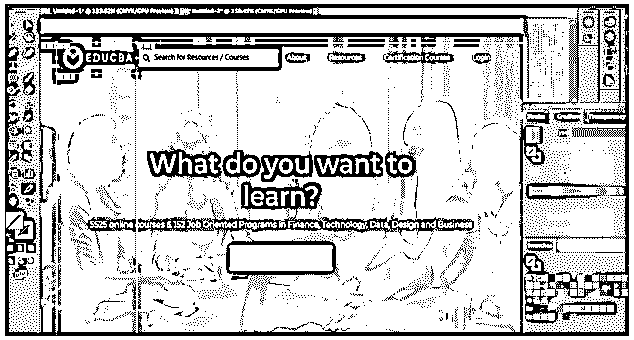 EDUCBA
Search for Resources / Courses
About
Resources
Certification Courses
Login
What do you want to
learn?
5525 online courses & 152 Job Oriented Programs in Finance, Technology, Data, Design and Business